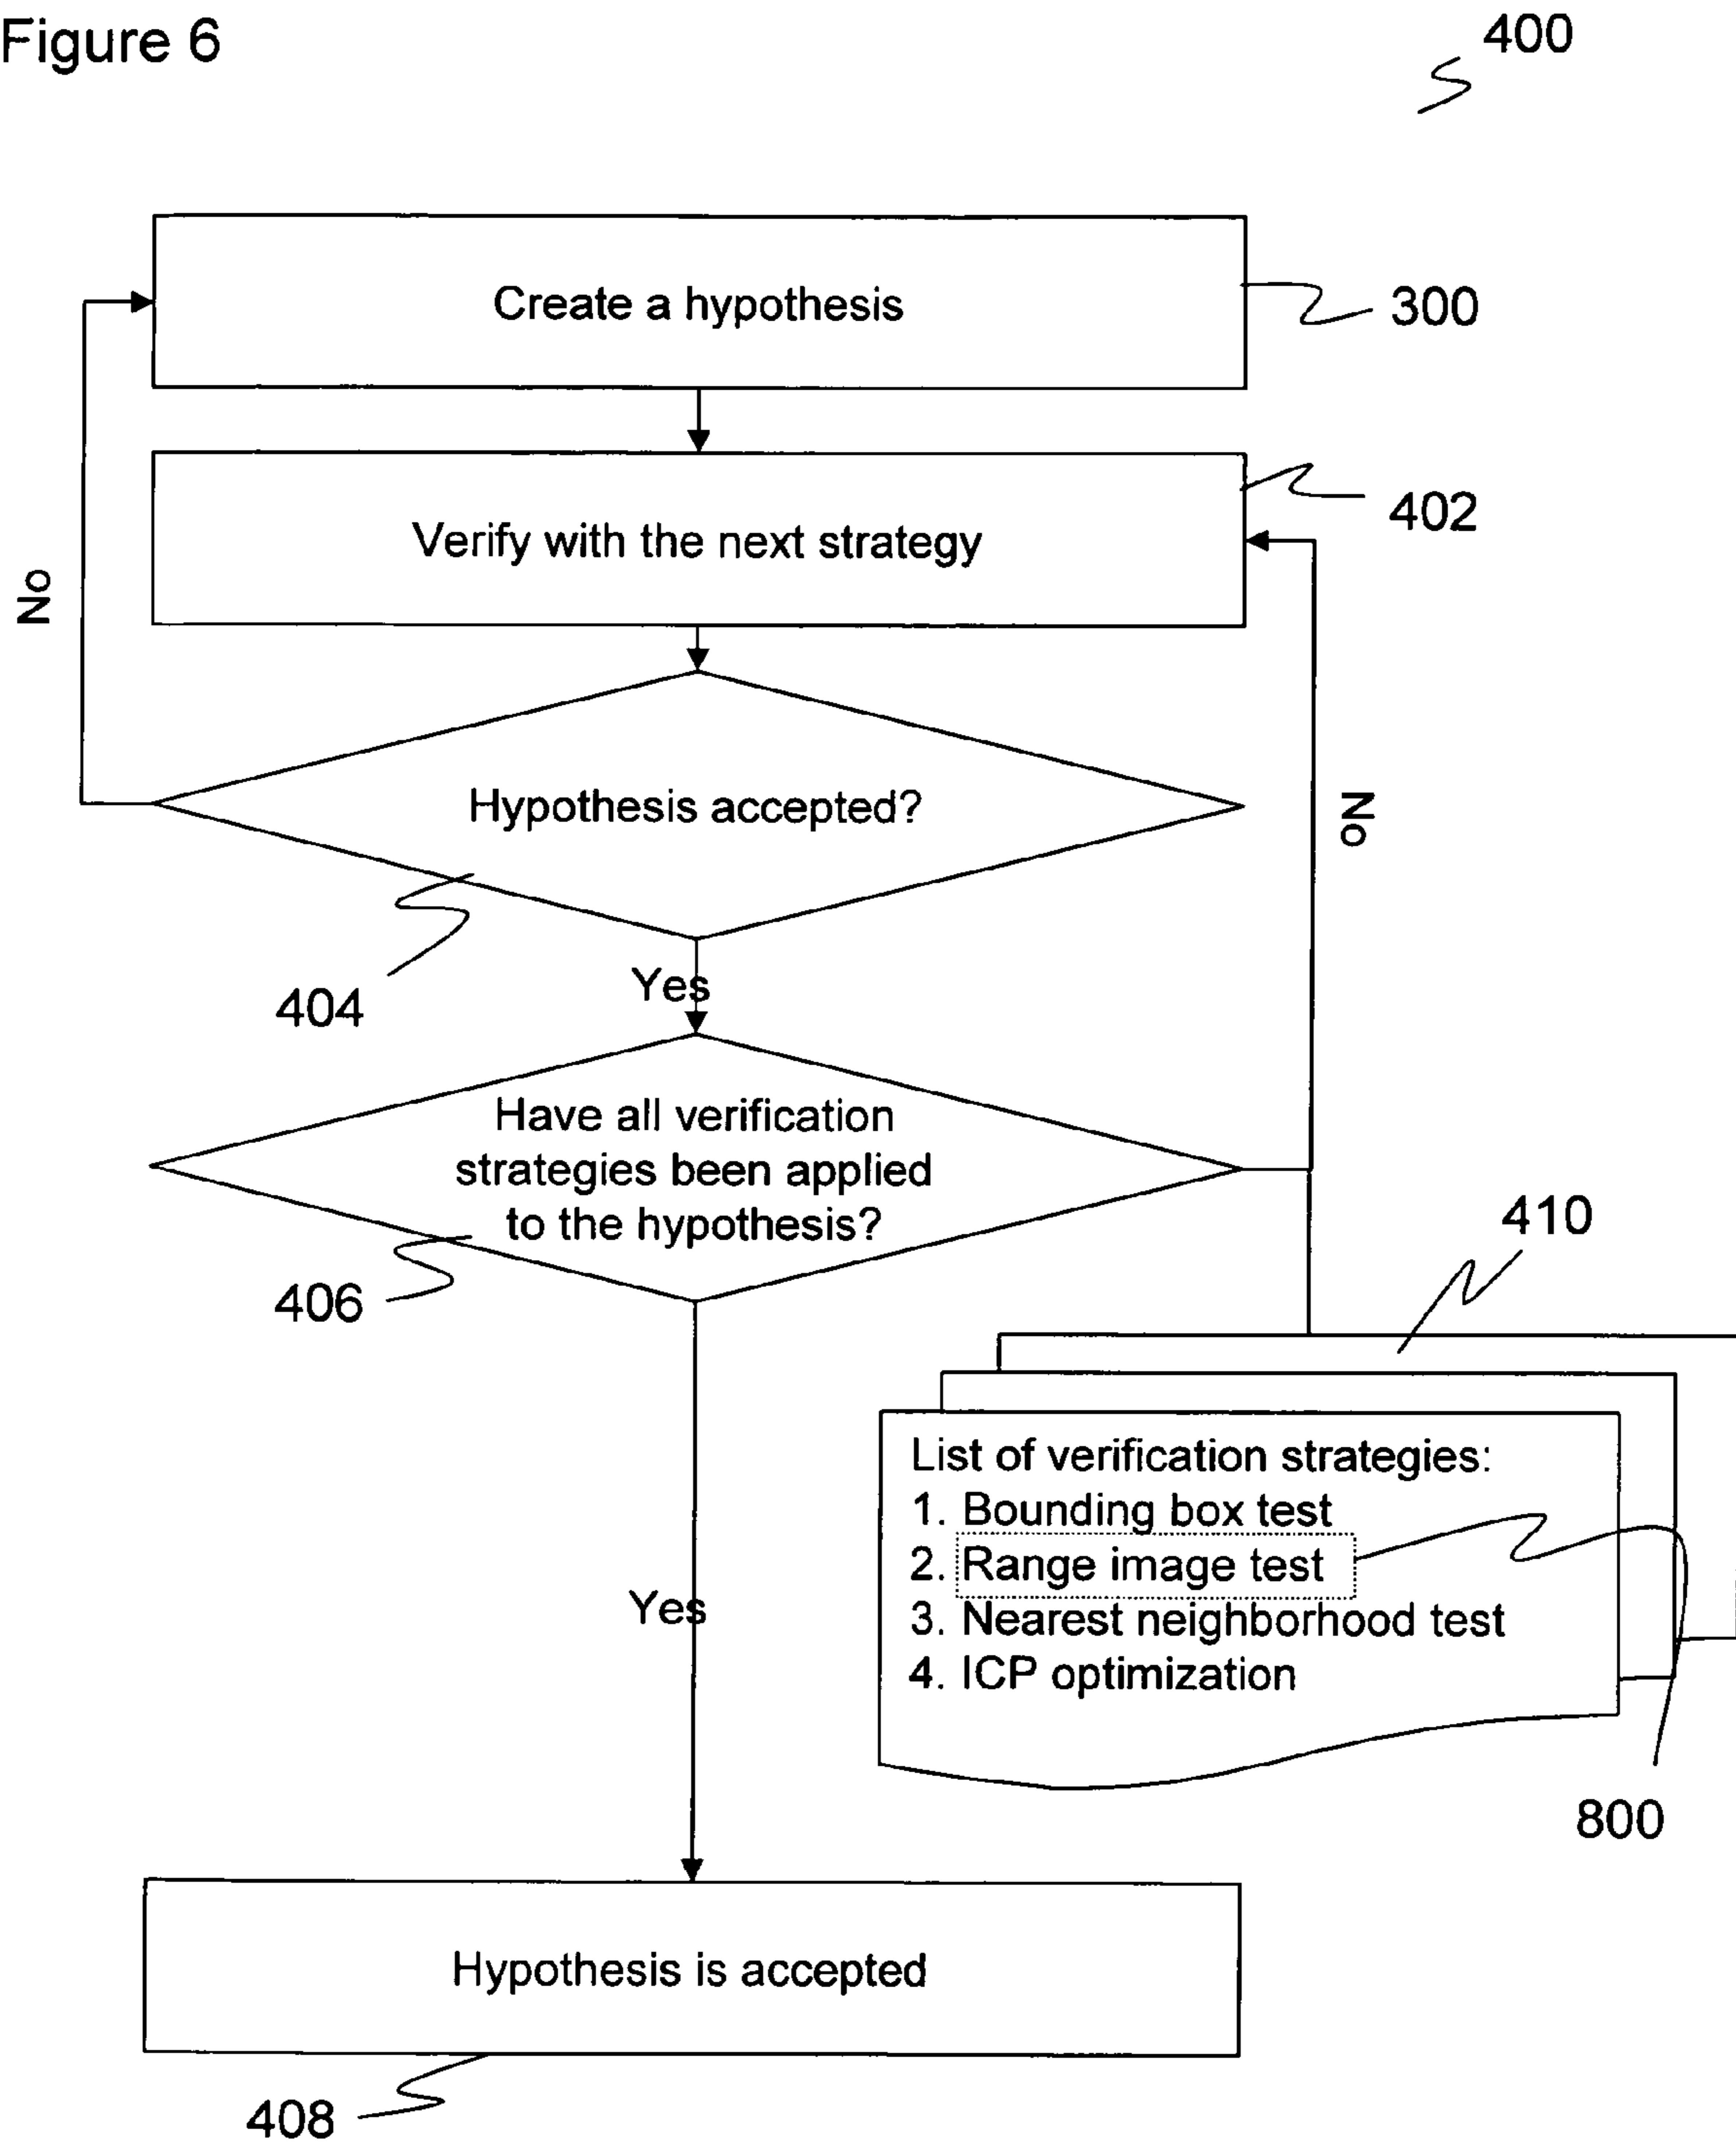 Figure 6
400
Create a hypothesis
300
Verify with the next strategy
402
No
Hypothesis accepted?
No
404
Yes
Have all verification
strategies been applied
to the hypothesis?
406
410
List of verification strategies:
1. Bounding box test
2. Range image test
3. Nearest neighborhood test
4. ICP optimization
Yes
800
Hypothesis is accepted
408